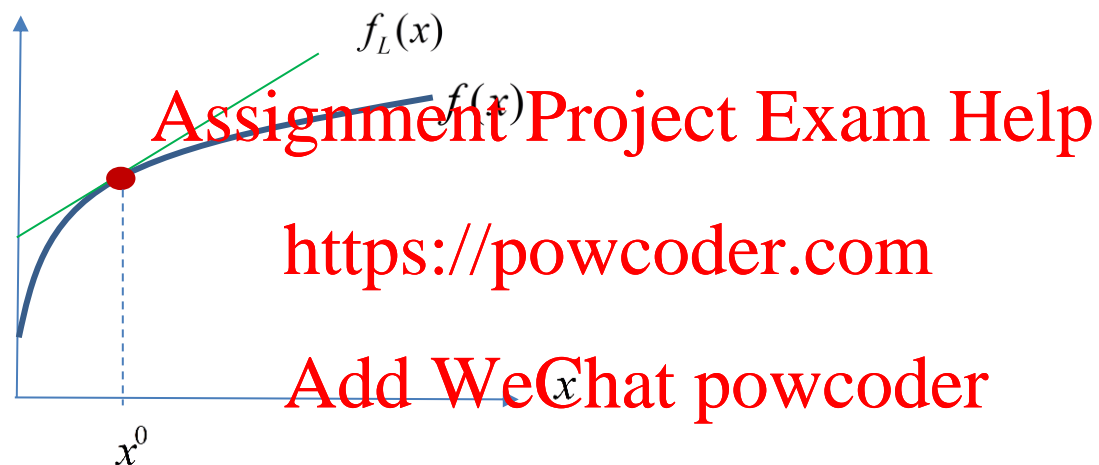 f_L(x)
f(x)
Assignment Project Exam Help
https://powcoder.com
Add WeChat powcoder
x
x^0